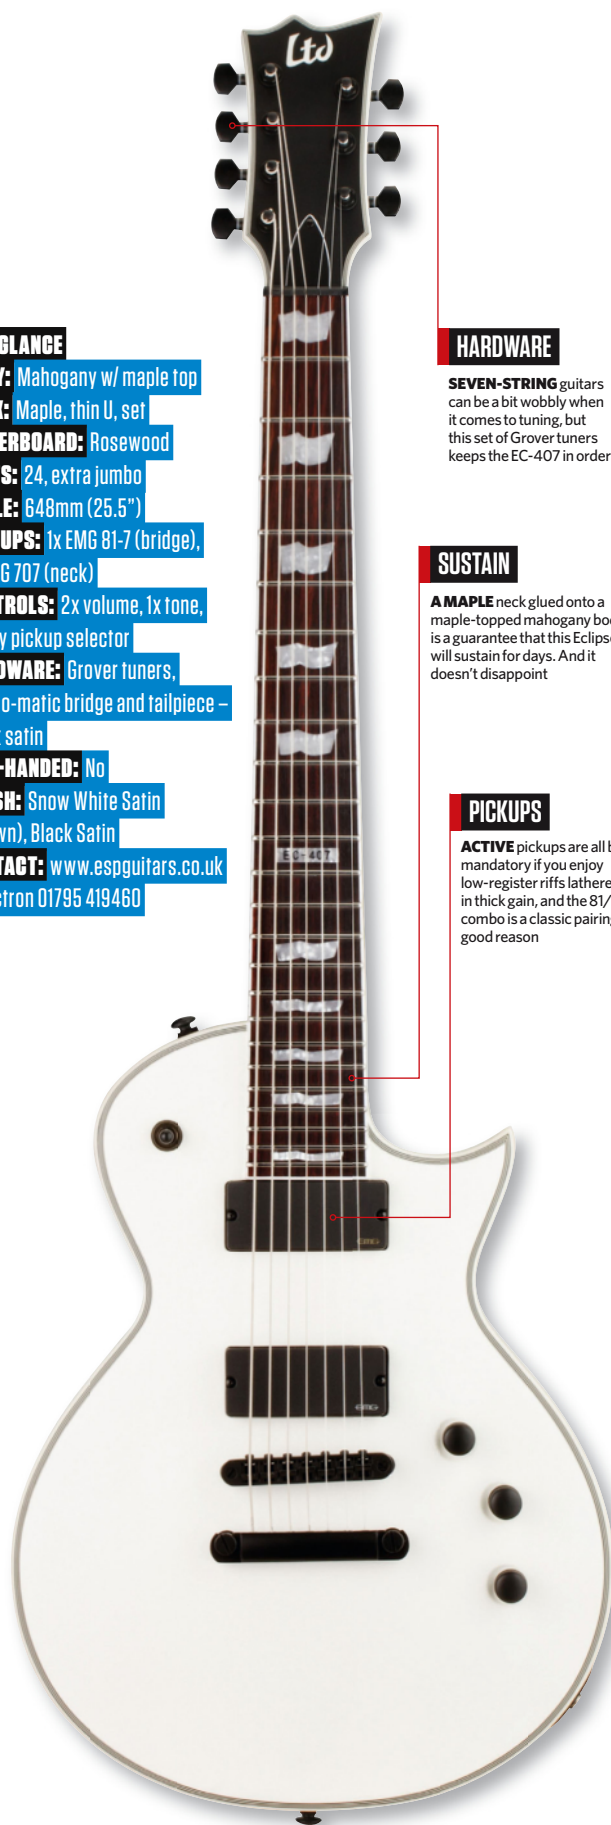 Ltd
GLANCE
Mahogany w/ maple top
Maple, thin U, set
ERBOARD: Rosewood
24, extra jumbo
648mm (25.5”)
UPS: 1x EMG 81-7 (bridge),
707 (neck)
TROLS: 2x volume, 1x tone,
pickup selector
DWARE: Grover tuners,
o-matic bridge and tailpiece –
satin
-HANDED: No
SH: Snow White Satin
wn), Black Satin
TACT: www.espguitars.co.uk
ctron 01795 419460
HARDWARE
SEVEN-STRING guitars
can be a bit wobbly when
it comes to tuning, but
this set of Grover tuners
keeps the EC-407 in order
SUSTAIN
A MAPLE neck glued onto a
maple-topped mahogany bo
is a guarantee that this Eclips
will sustain for days. And it
doesn’t disappoint
PICKUPS
ACTIVE pickups are all b
mandatory if you enjoy
low-register riffs lathere
in thick gain, and the 81/
combo is a classic pairing
good reason
EC-407
EMG
EMG